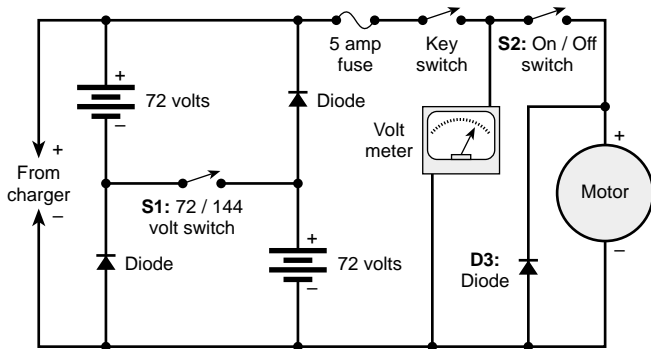 5 amp
fuse
Key
switch
S2: On / Off
switch
+
72 volts
–
Diode
Volt
meter
+
From
charger
–
S1: 72 / 144
volt switch
+
Motor
–
Diode
+
72 volts
–
D3:
Diode